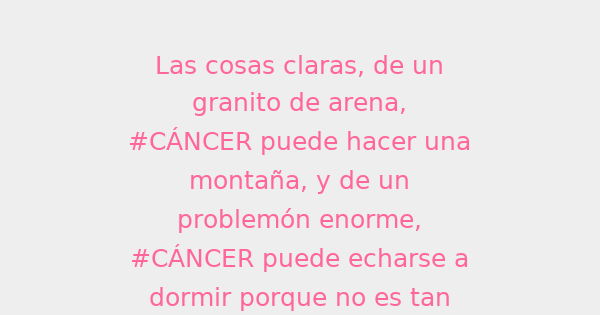 Las cosas claras, de un
granito de arena,
#CÁNCER puede hacer una
montaña, y de un
problemón enorme,
#CÁNCER puede echarse a
dormir porque no es tan